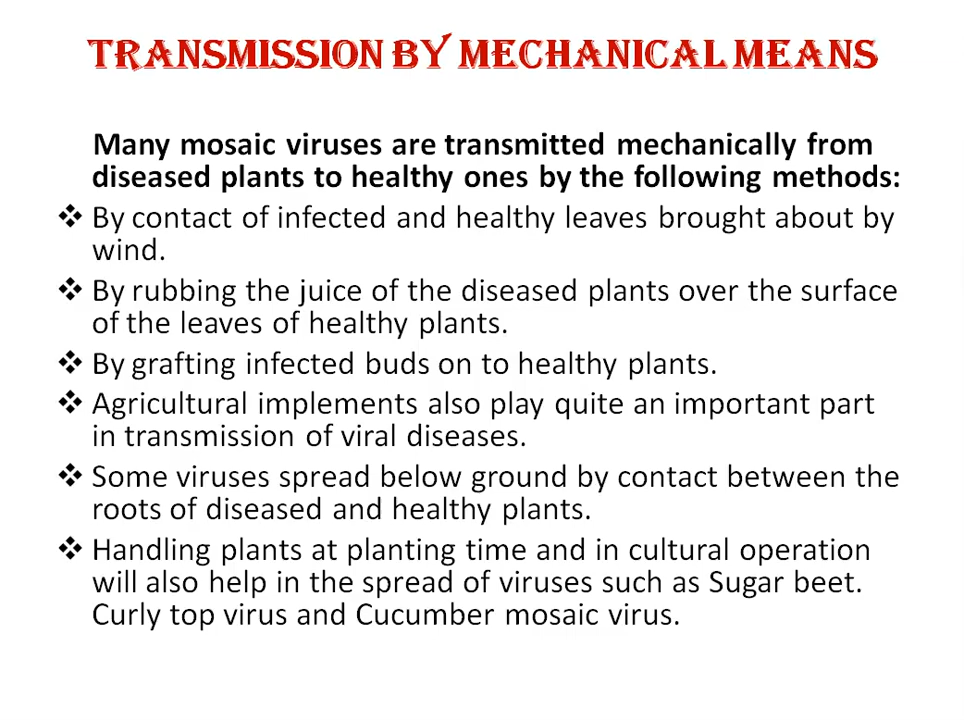 TRANSMISSION BY MECHANICAL MEANS
Many mosaic viruses are transmitted mechanically from
diseased plants to healthy ones by the following methods:
❖ By contact of infected and healthy leaves brought about by
wind.
❖ By rubbing the juice of the diseased plants over the surface
of the leaves of healthy plants.
❖ By grafting infected buds on to healthy plants.
❖ Agricultural implements also play quite an important part
in transmission of viral diseases.
❖ Some viruses spread below ground by contact between the
roots of diseased and healthy plants.
❖ Handling plants at planting time and in cultural operation
will also help in the spread of viruses such as Sugar beet.
Curly top virus and Cucumber mosaic virus.